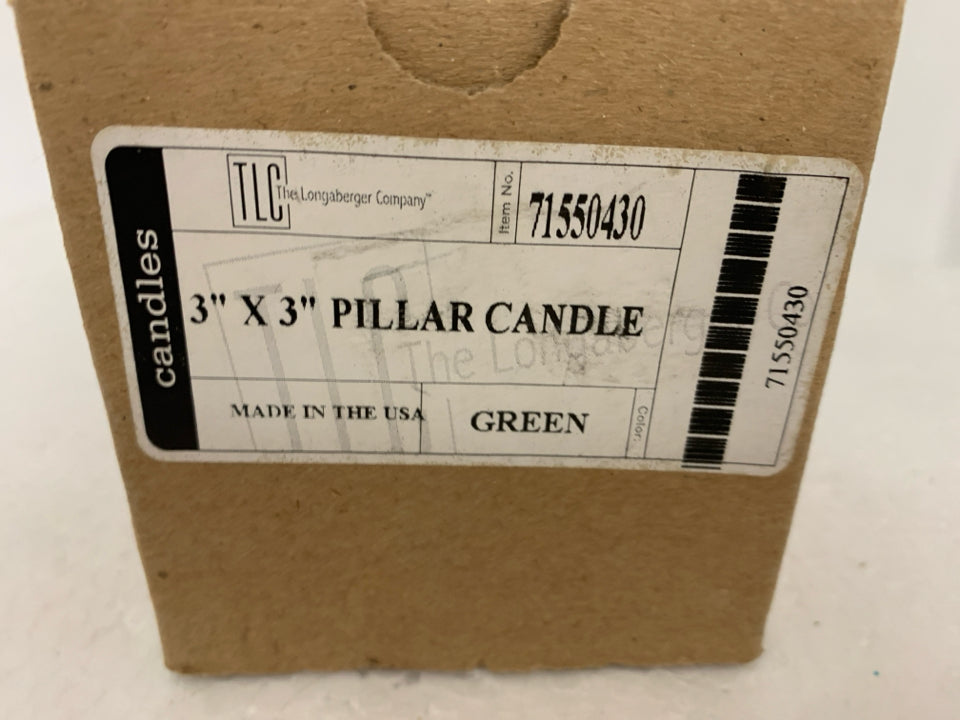 candles
TLC The Longaberger Company™
Item No.
71550430
3" X 3" PILLAR CANDLE
TLC The Longaberger
MADE IN THE USA
GREEN
Color:
71550430